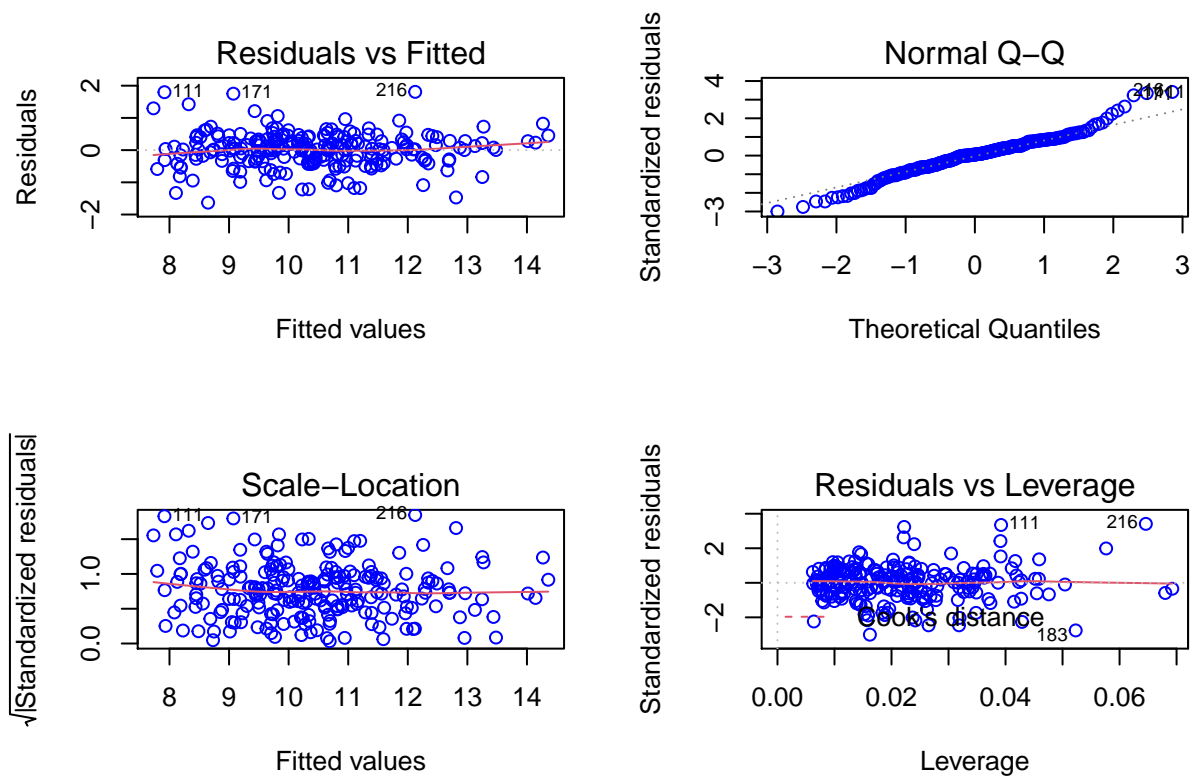 Residuals vs Fitted
Residuals
2
0
−2
111
171
216
8 9 10 11 12 13 14
Fitted values
Normal Q−Q
Standardized residuals
4
2
0
−3
−3 −2 −1 0 1 2 3
Theoretical Quantiles
Scale−Location
√|Standardized residuals|
1.0
0.0
111
171
216
8 9 10 11 12 13 14
Fitted values
Residuals vs Leverage
Standardized residuals
2
−2
111
216
Cook's distance
183
0.00 0.02 0.04 0.06
Leverage